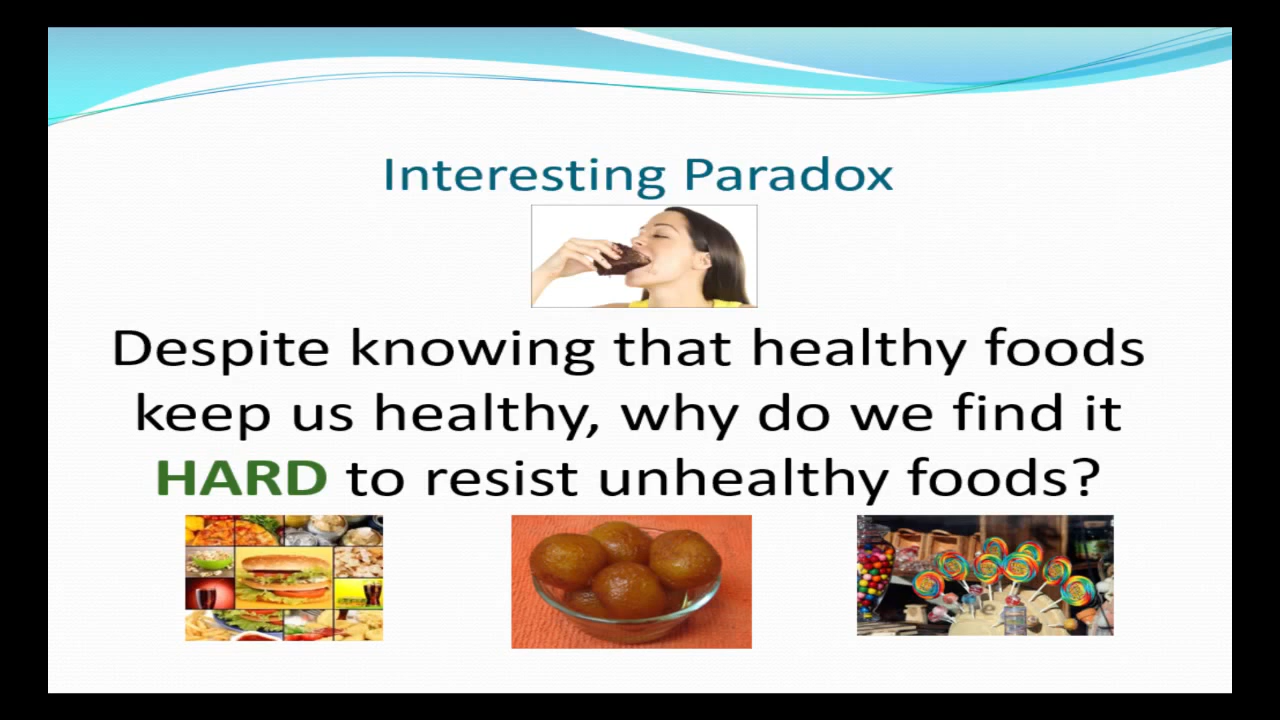 Interesting Paradox
Despite knowing that healthy foods
keep us healthy, why do we find it
HARD to resist unhealthy foods?